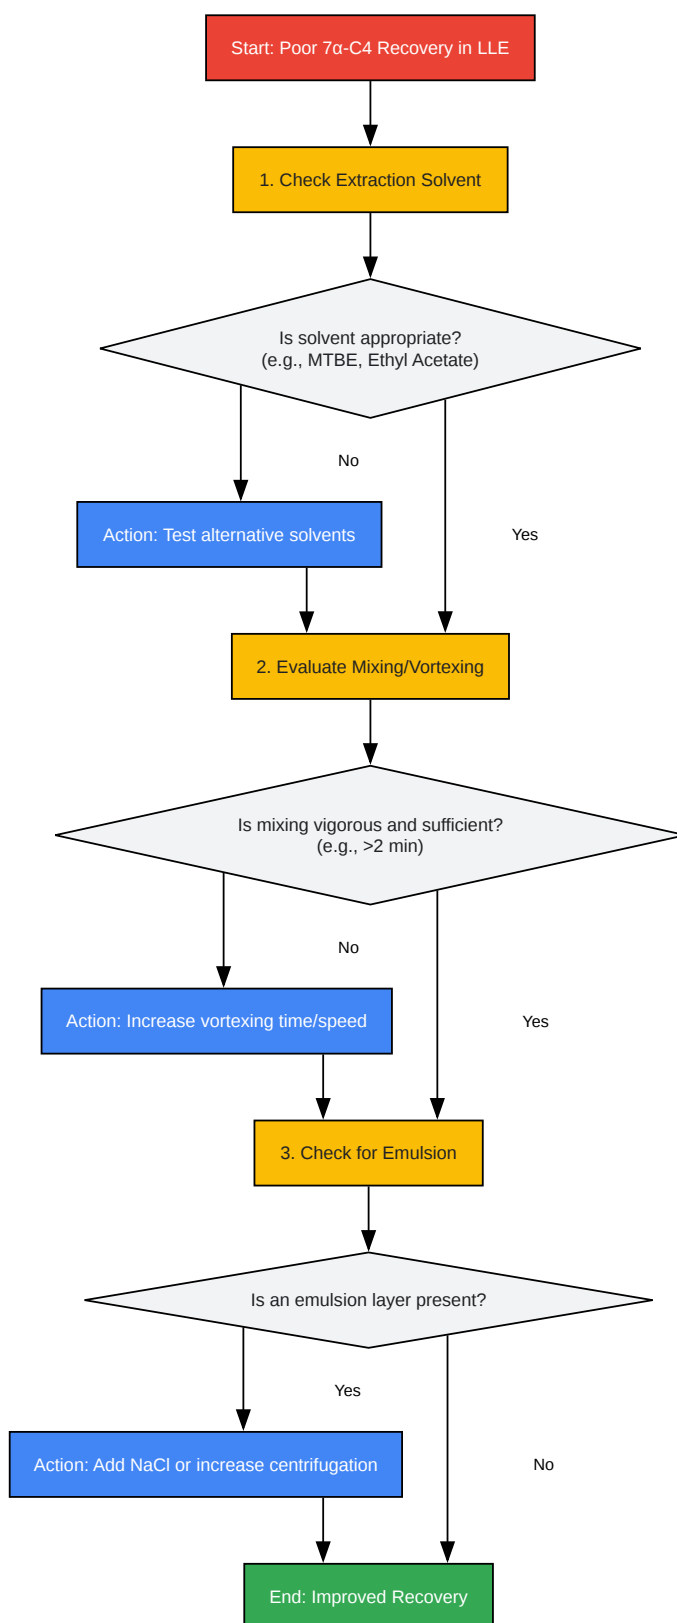 Start: Poor 7α-C4 Recovery in LLE
1. Check Extraction Solvent
Is solvent appropriate?
(e.g., MTBE, Ethyl Acetate)
No
Action: Test alternative solvents
Yes
2. Evaluate Mixing/Vortexing
Is mixing vigorous and sufficient?
(e.g., >2 min)
No
Action: Increase vortexing time/speed
Yes
3. Check for Emulsion
Is an emulsion layer present?
Yes
Action: Add NaCl or increase centrifugation
No
End: Improved Recovery